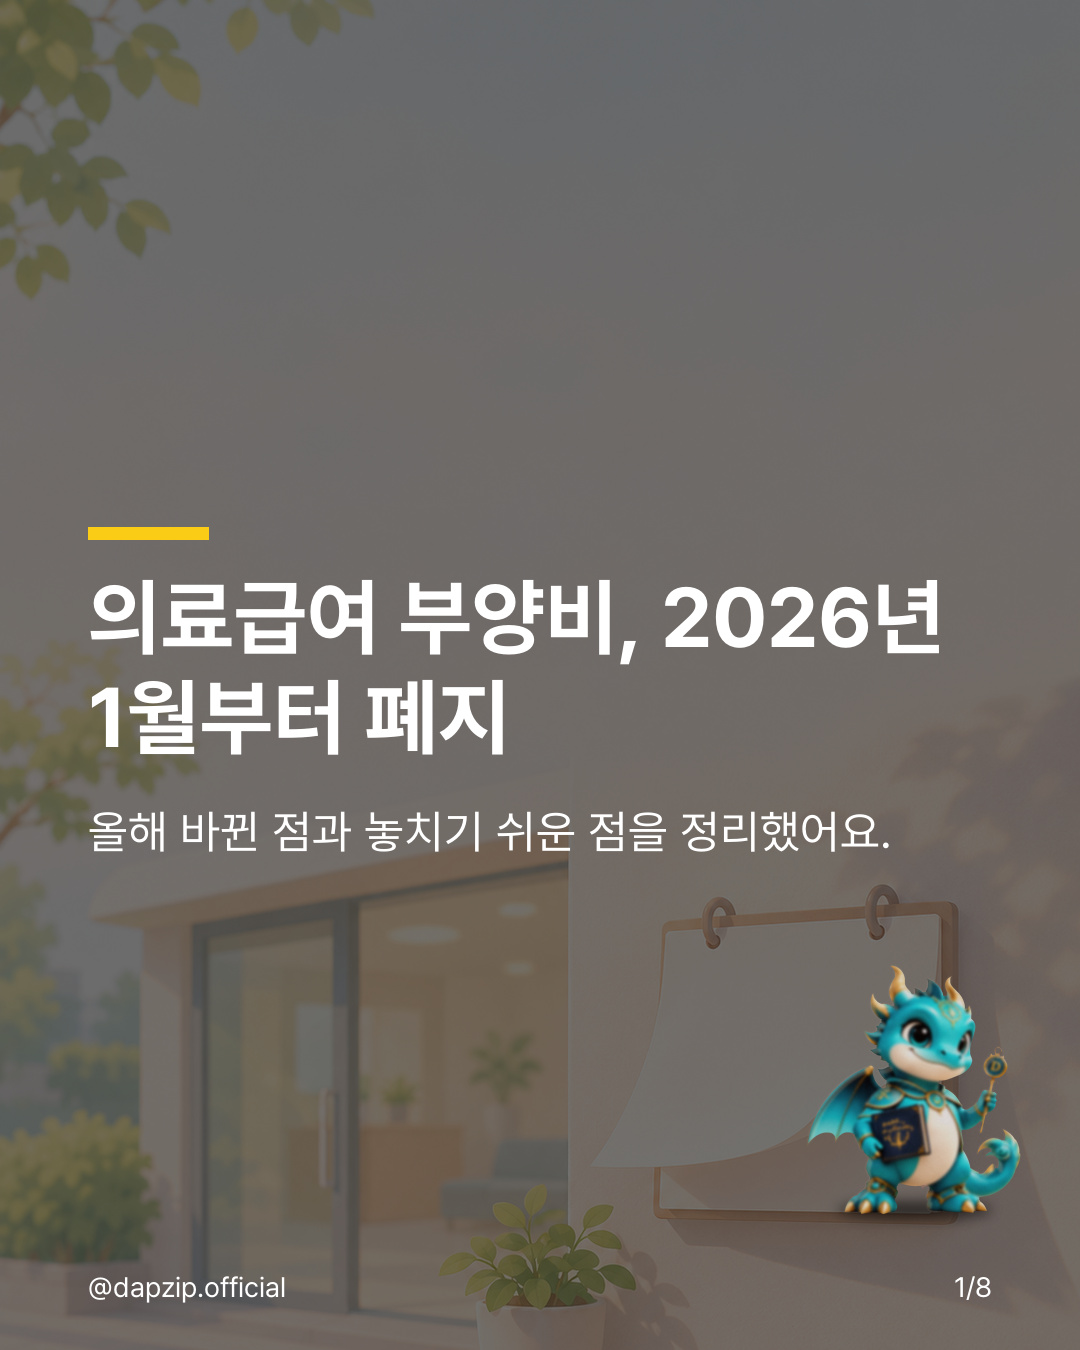 의료급여 부양비, 2026년
1월부터 폐지
올해 바뀐 점과 놓치기 쉬운 점을 정리했어요.
@dapzip.official
1/8